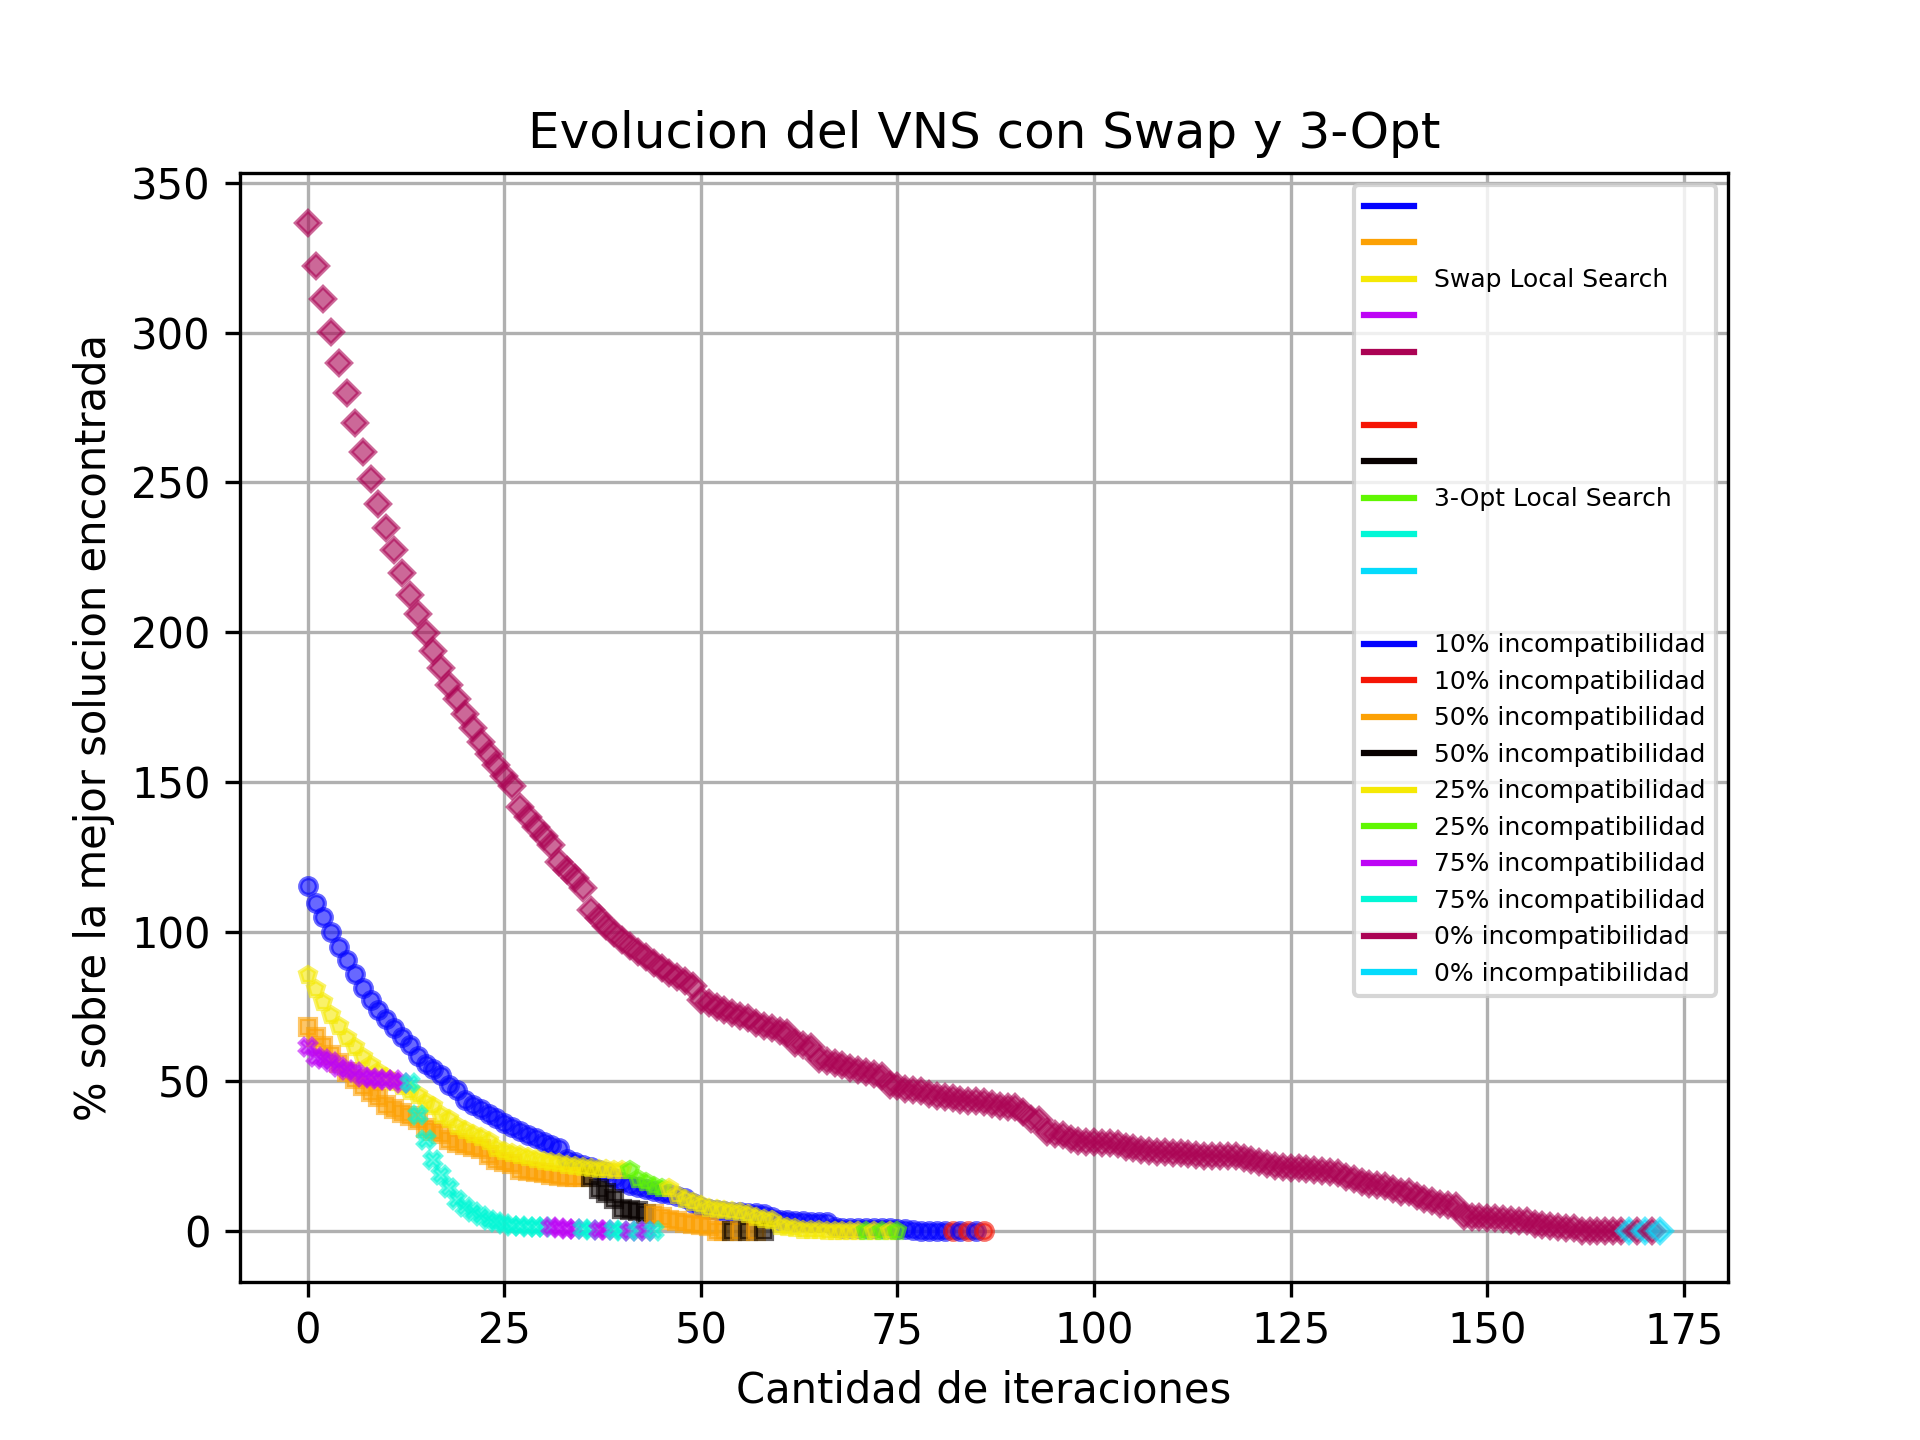 Evolucion del VNS con Swap y 3-Opt
% sobre la mejor solucion encontrada
350
300
250
200
150
100
50
0
Swap Local Search
3-Opt Local Search
10% incompatibilidad
10% incompatibilidad
50% incompatibilidad
50% incompatibilidad
25% incompatibilidad
25% incompatibilidad
75% incompatibilidad
75% incompatibilidad
0% incompatibilidad
0% incompatibilidad
0 25 50 75 100 125 150 175
Cantidad de iteraciones